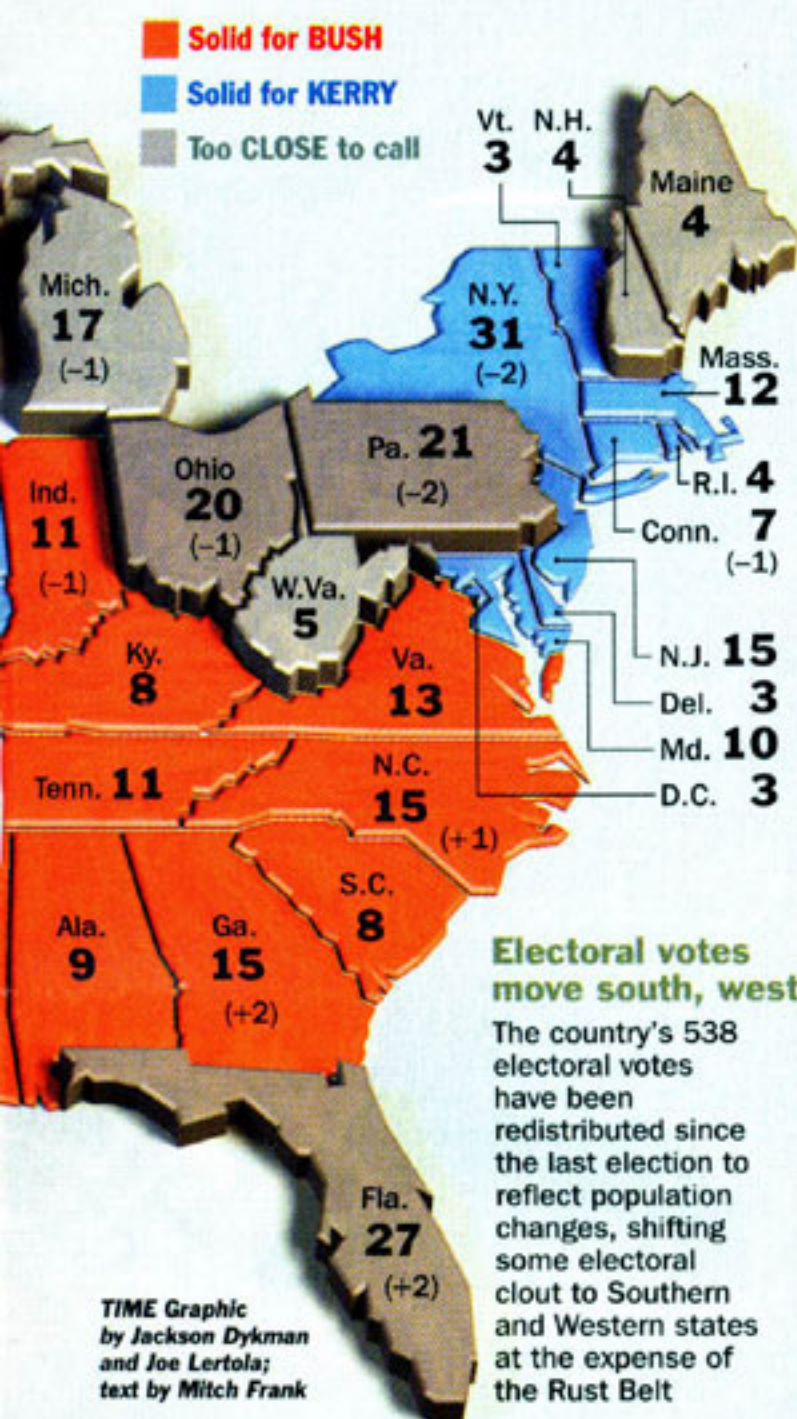 Solid for BUSH
Solid for KERRY
Too CLOSE to call
Vt.
3
N.H.
4
Maine
4
Mich.
17
(–1)
N.Y.
31
(–2)
Mass.
12
Pa. 21
(–2)
Ohio
20
(–1)
Ind.
11
(–1)
R.I. 4
Conn. 7
(–1)
W.Va.
5
Ky.
8
Va.
13
N.J. 15
Del. 3
Md. 10
D.C. 3
Tenn. 11
N.C.
15
(+1)
S.C.
8
Ala.
9
Ga.
15
(+2)
Fla.
27
(+2)
Electoral votes
move south, west
The country's 538
electoral votes
have been
redistributed since
the last election to
reflect population
changes, shifting
some electoral
clout to Southern
and Western states
at the expense of
the Rust Belt
TIME Graphic
by Jackson Dykman
and Joe Lertola;
text by Mitch Frank